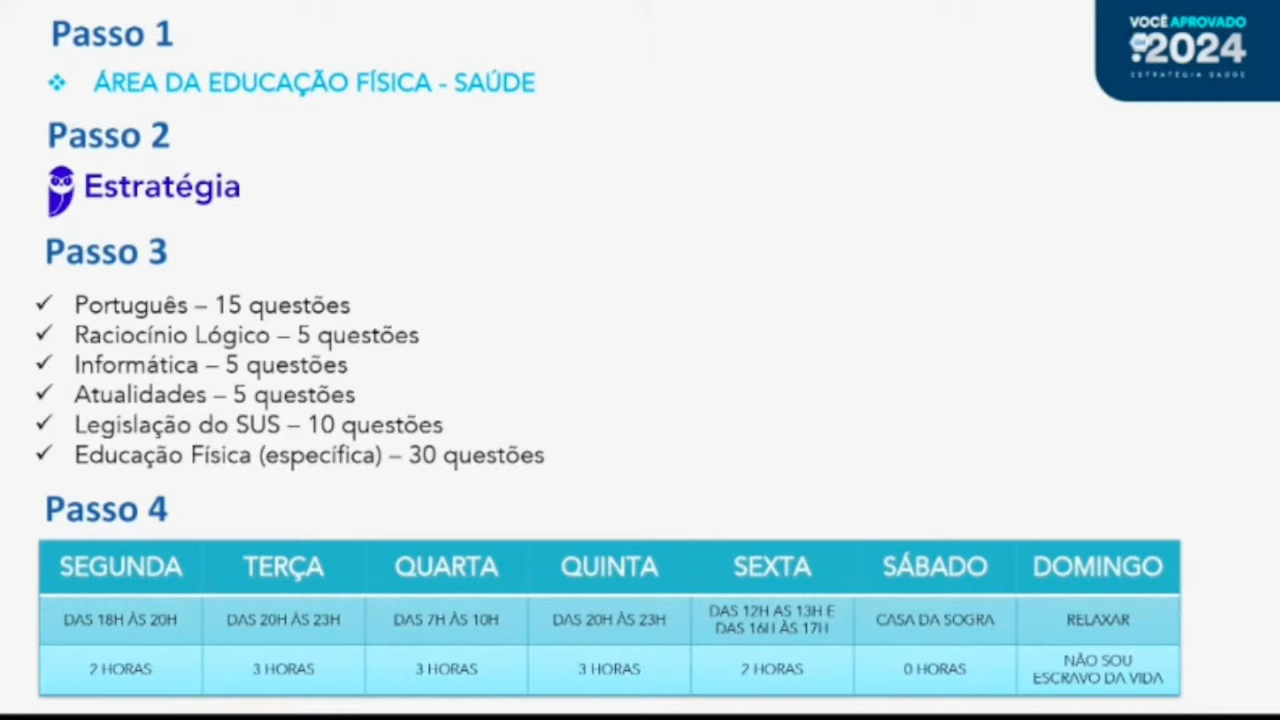 Passo 1
VOCÊ APROVADO
EM
2024
ESTRATÉGIA SAÚDE
ÁREA DA EDUCAÇÃO FÍSICA - SAÚDE
Passo 2
Estratégia
Passo 3
Português – 15 questões
Raciocínio Lógico – 5 questões
Informática – 5 questões
Atualidades – 5 questões
Legislação do SUS – 10 questões
Educação Física (específica) – 30 questões
Passo 4
SEGUNDA TERÇA QUARTA QUINTA SEXTA SÁBADO DOMINGO
DAS 18H ÀS 20H DAS 20H ÀS 23H DAS 7H ÀS 10H DAS 20H ÀS 23H DAS 12H AS 13H E DAS 16H ÀS 17H CASA DA SOGRA RELAXAR
2 HORAS 3 HORAS 3 HORAS 3 HORAS 2 HORAS 0 HORAS NÃO SOU ESCRAVO DA VIDA